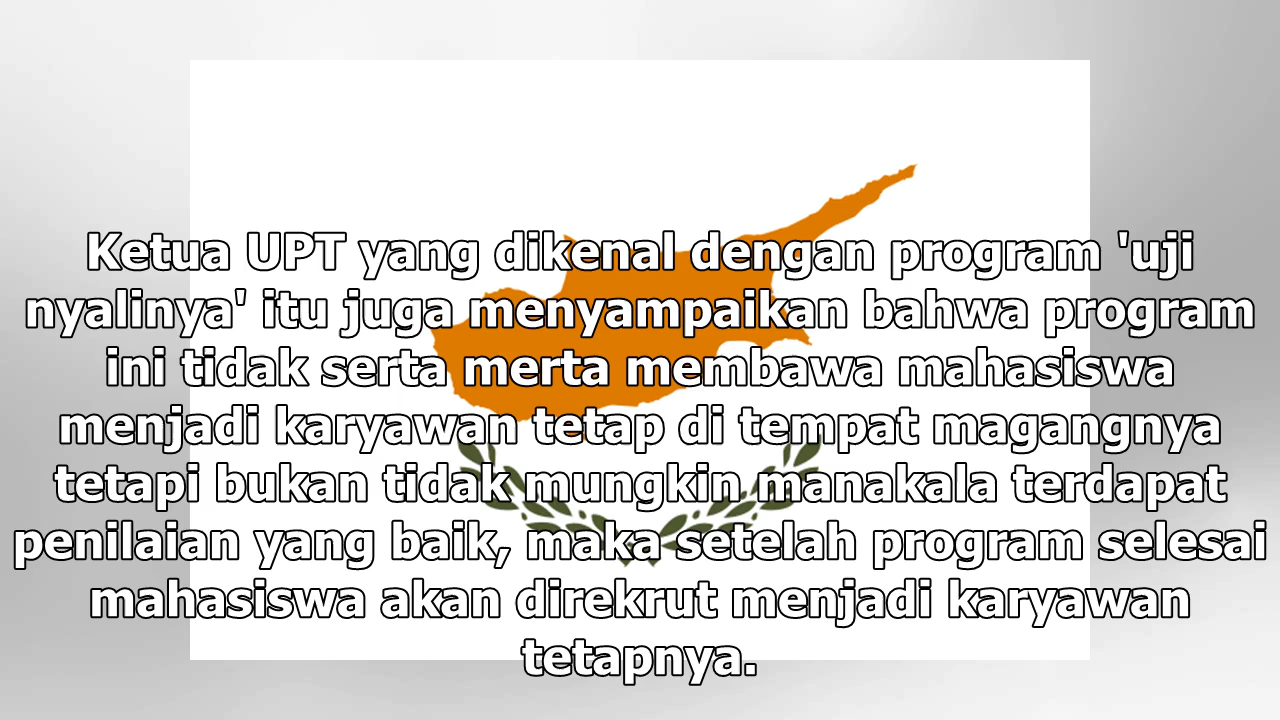 Ketua UPT yang dikenal dengan program 'uji
nyalinya' itu juga menyampaikan bahwa program
ini tidak serta merta membawa mahasiswa
menjadi karyawan tetap di tempat magangnya
tetapi bukan tidak mungkin manakala terdapat
penilaian yang baik, maka setelah program selesai
mahasiswa akan direkrut menjadi karyawan
tetapnya.